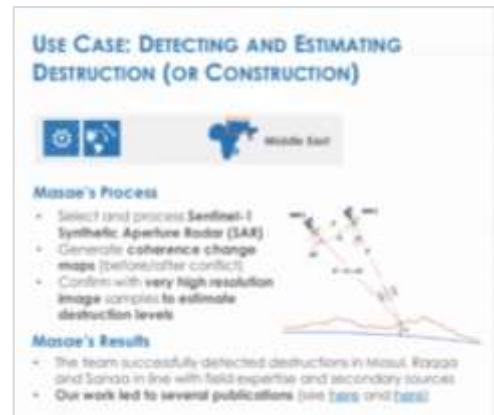 USE CASE: DETECTING AND ESTIMATING
DESTRUCTION (OR CONSTRUCTION)
Middle East
Masae's Process
• Select and process Sentinel-1
Synthetic Aperture Radar (SAR)
• Generate coherence change
maps (before/after conflict)
• Confirm with very high resolution
image samples to estimate
destruction levels
Masae's Results
• The team successfully detected destructions in Mosul, Raqqa
and Sanaa in line with field expertise and secondary sources
• Our work led to several publications (see here and here)